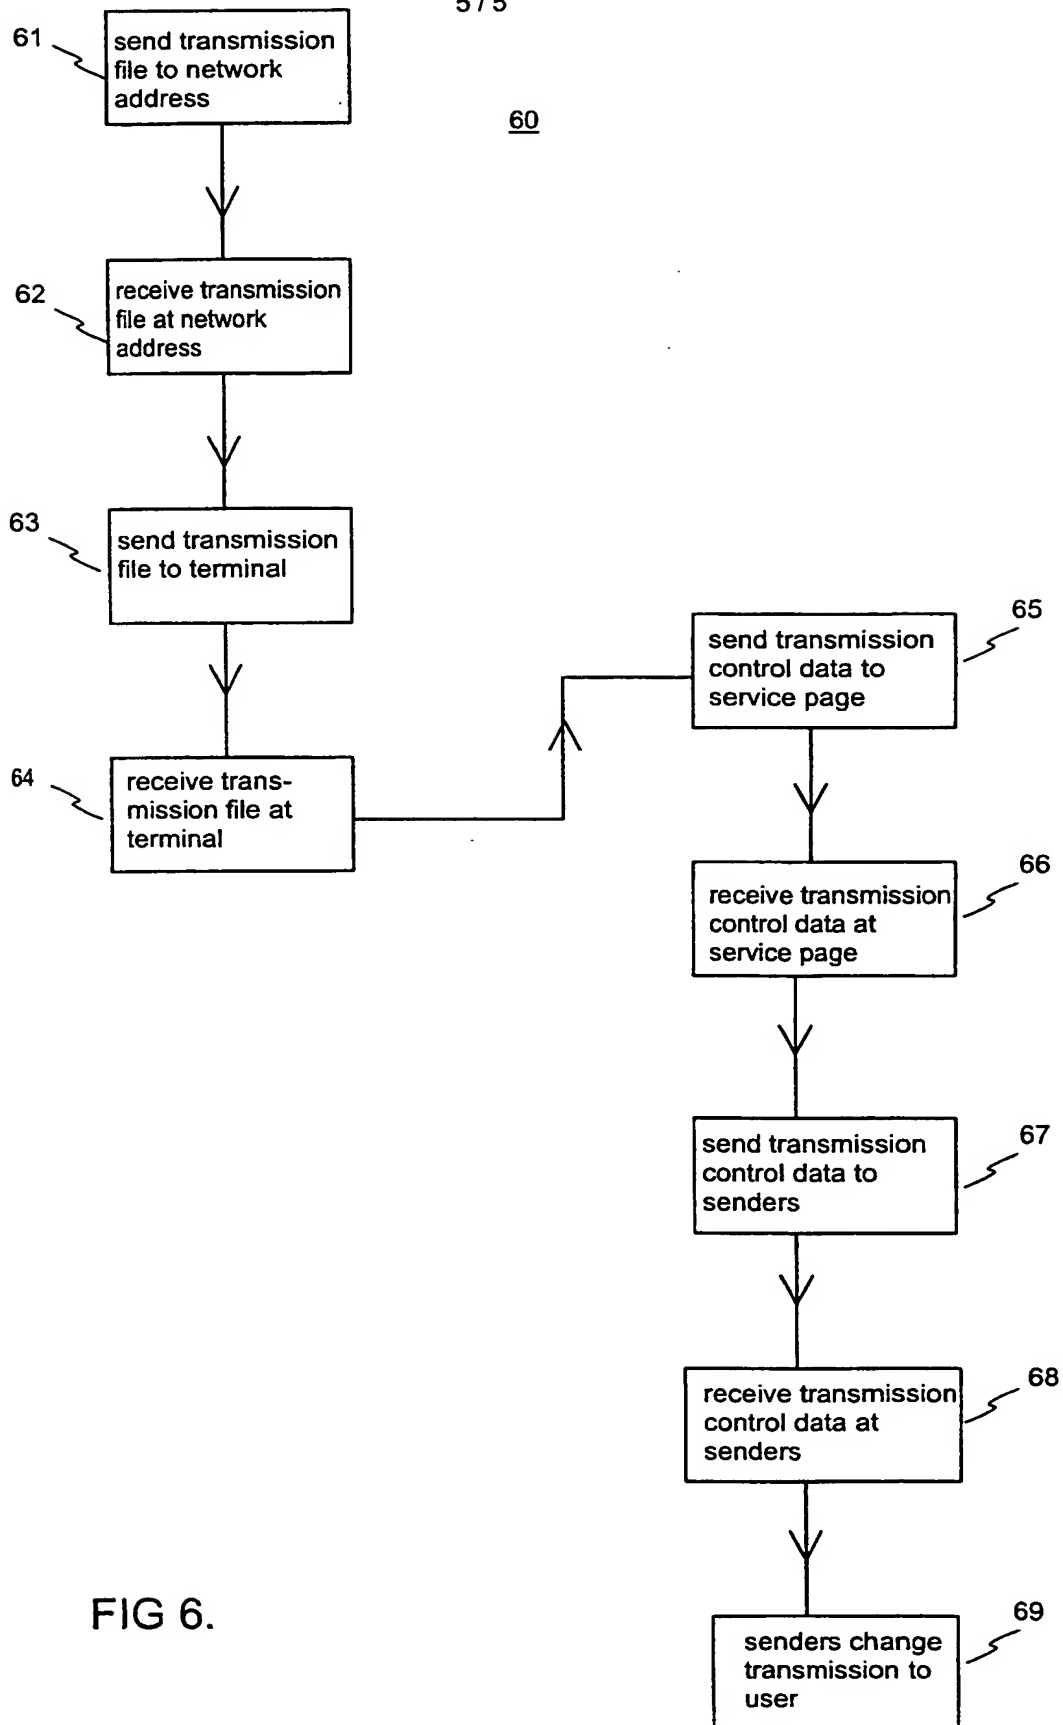 5/5
61
send transmission
file to network
address
60
62
receive transmission
file at network
address
63
send transmission
file to terminal
64
receive trans-
mission file at
terminal
65
send transmission
control data to
service page
66
receive transmission
control data at
service page
67
send transmission
control data to
senders
68
receive transmission
control data at
senders
69
senders change
transmission to
user
FIG 6.